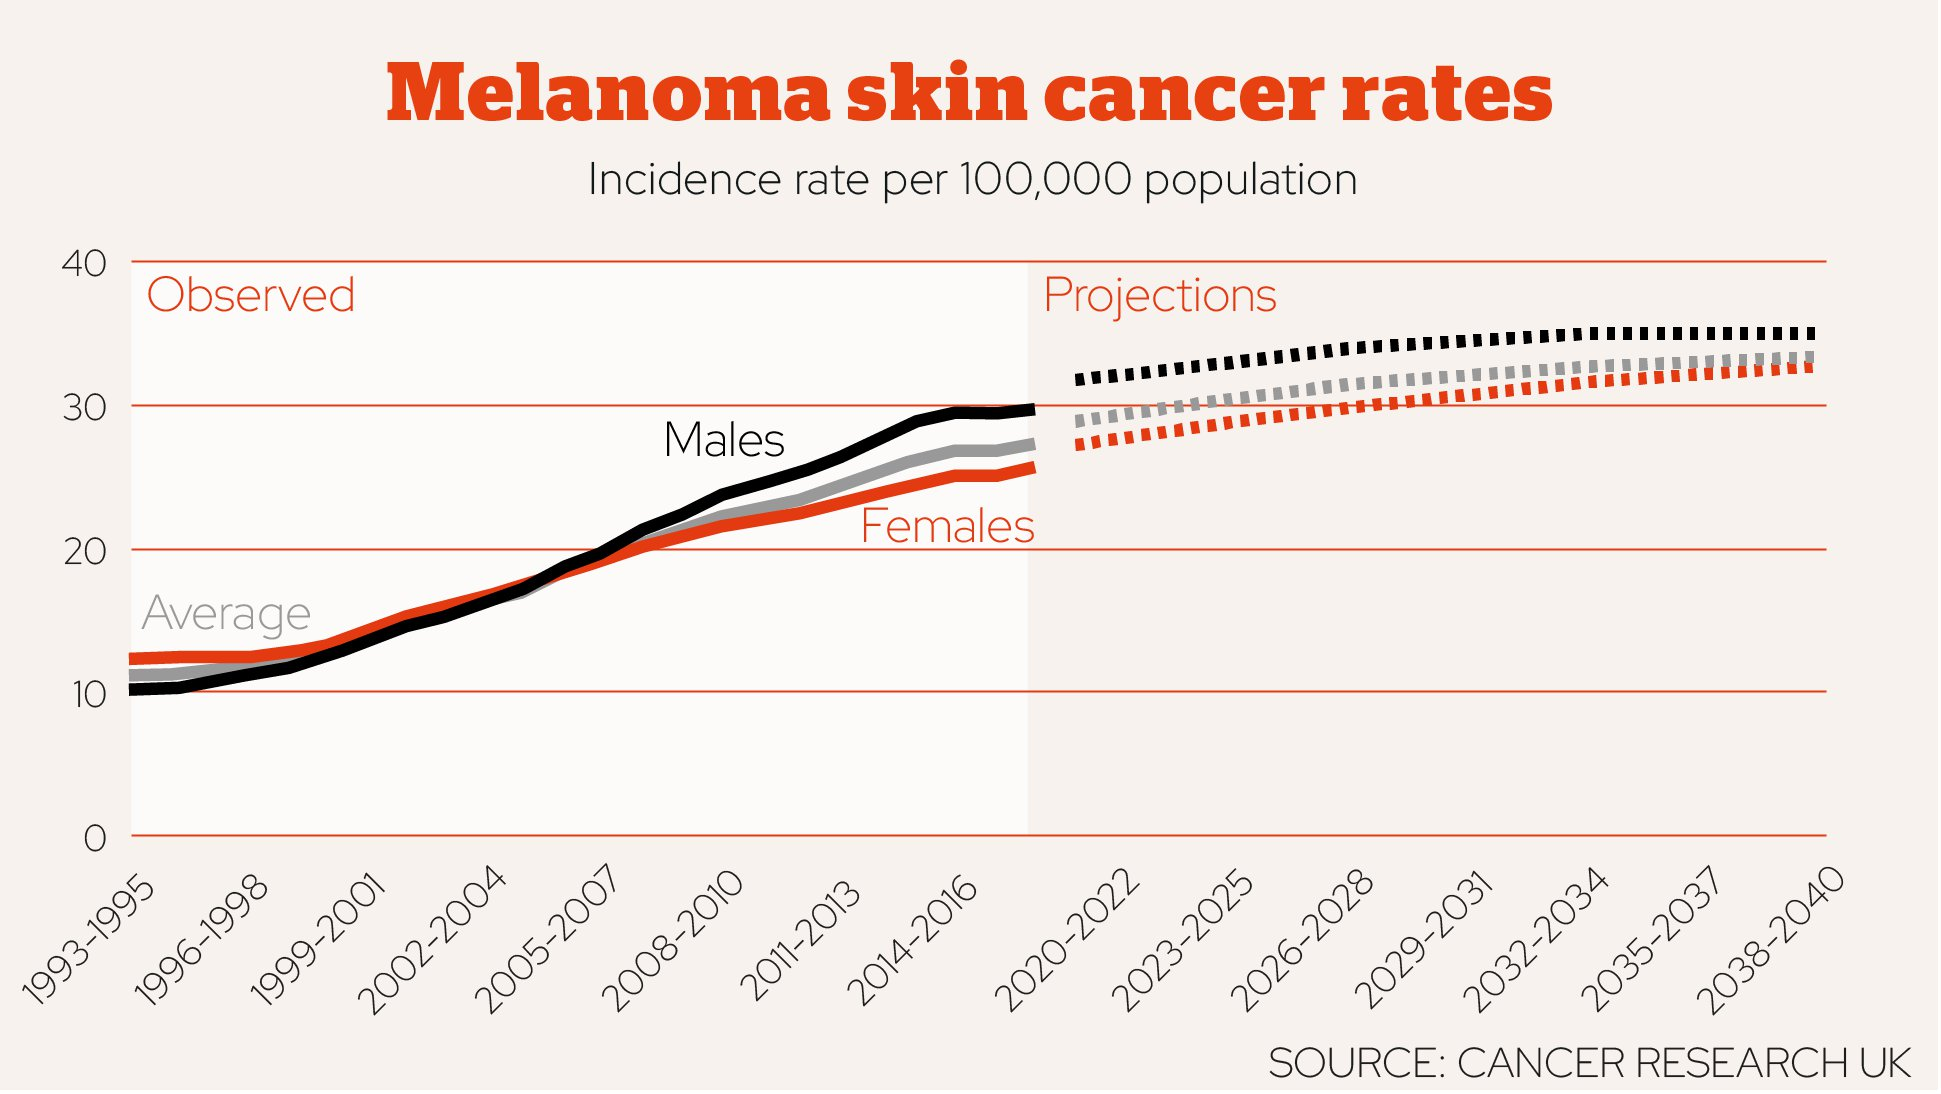 Melanoma skin cancer rates
Incidence rate per 100,000 population
40
Observed
Projections
30
Males
Females
20
Average
10
0
1993-1995
1996-1998
1999-2001
2002-2004
2005-2007
2008-2010
2011-2013
2014-2016
2020-2022
2023-2025
2026-2028
2029-2031
2032-2034
2035-2037
2038-2040
SOURCE: CANCER RESEARCH UK